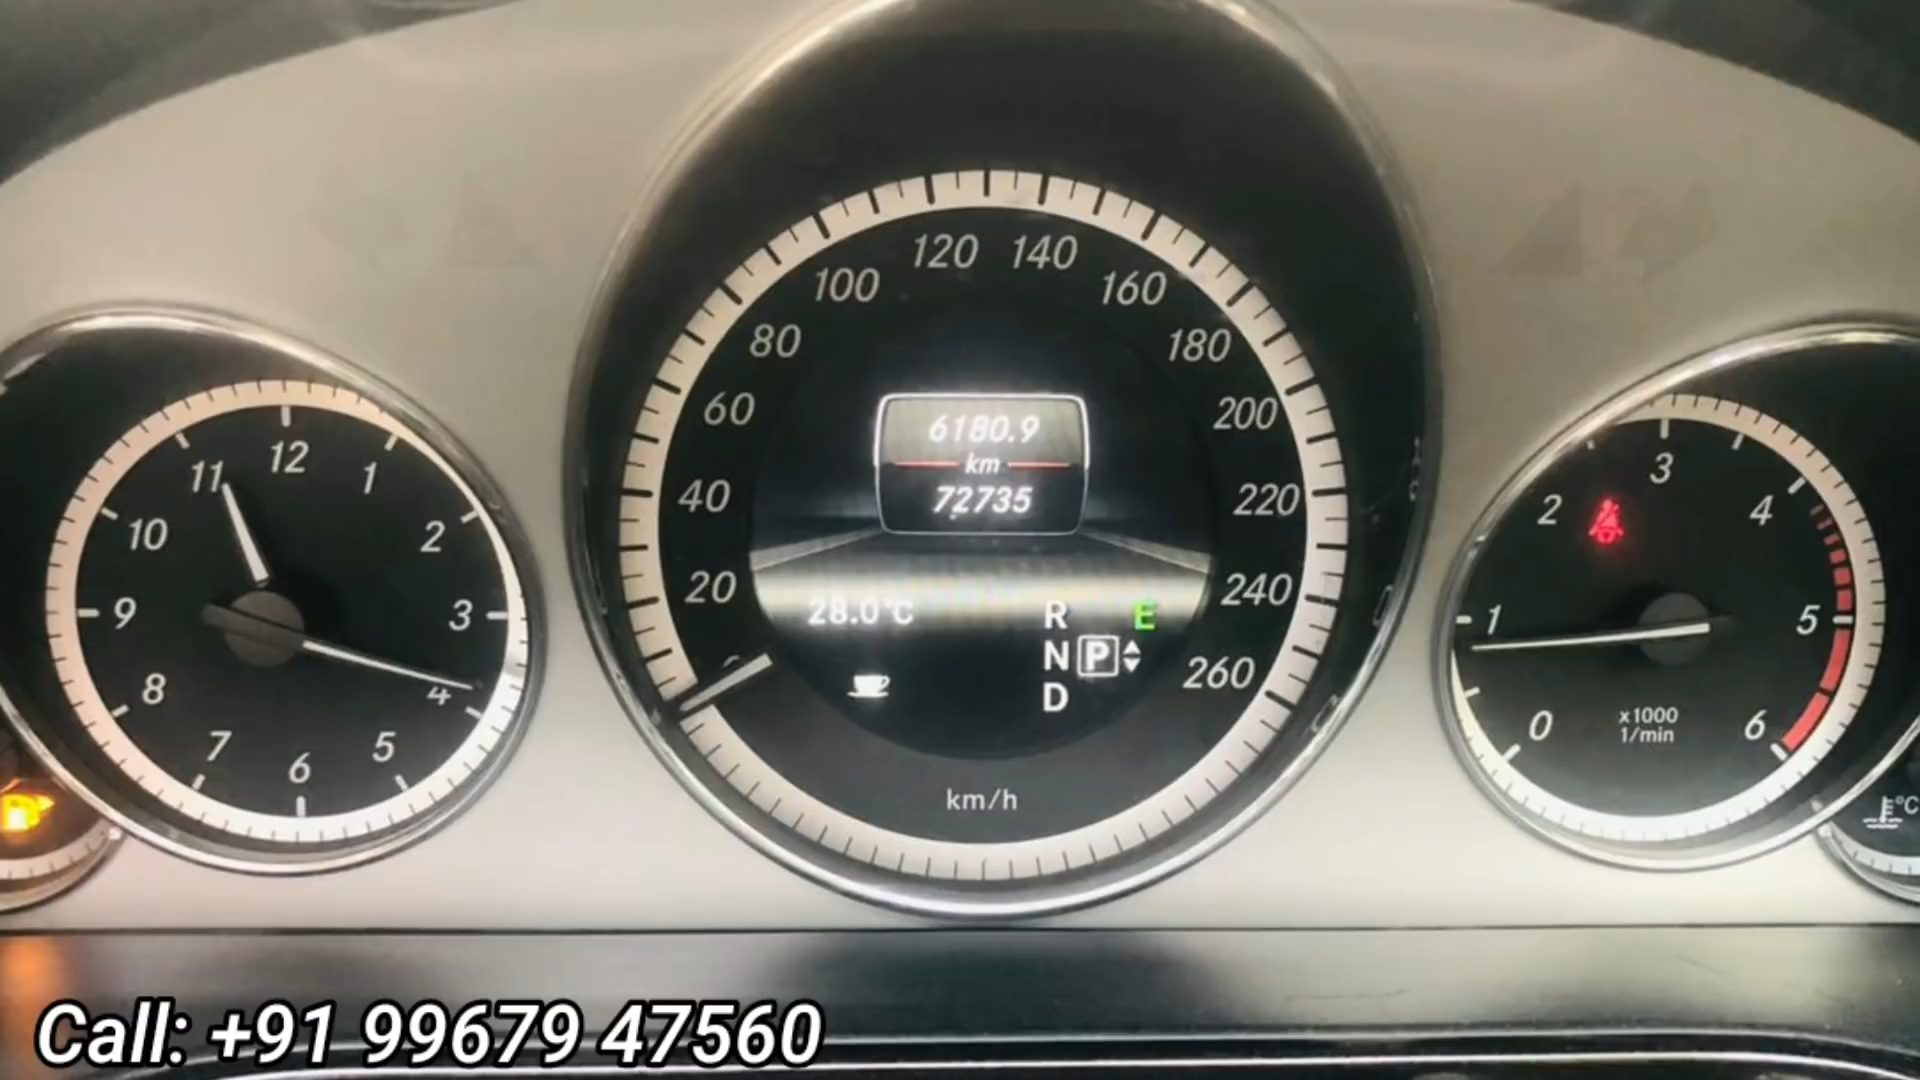 12
11
1
10
2
9
3
8
4
7
5
6
120 140
100
160
80
180
60
200
40
220
20
240
260
6180.9
km
72735
28.0°C
R
E
N
P
D
km/h
3
2
4
1
5
0
6
x1000
1/min
°C
Call: +91 99679 47560